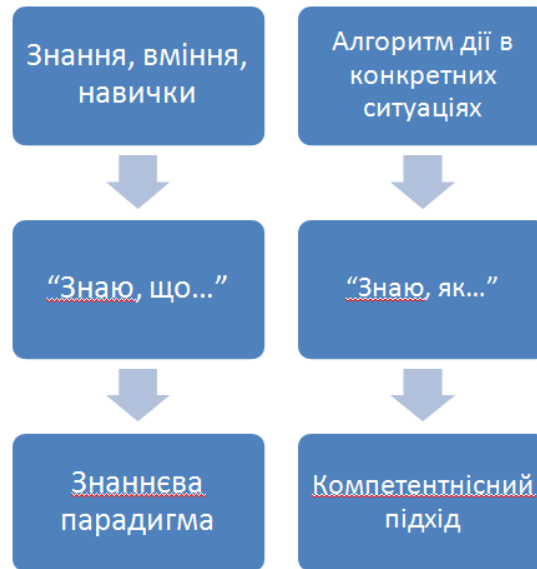 Знання, вміння,
навички
Алгоритм дії в
конкретних
ситуаціях
“Знаю, що...”
“Знаю, як...”
Знаннєва
парадигма
Компетентнісний
підхід